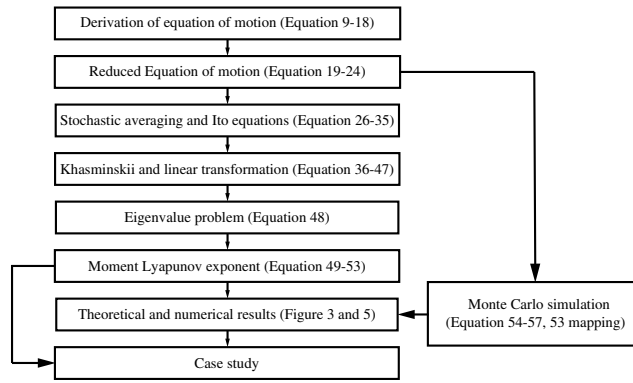 Derivation of equation of motion (Equation 9-18)
Reduced Equation of motion (Equation 19-24)
Stochastic averaging and Ito equations (Equation 26-35)
Khasminskii and linear transformation (Equation 36-47)
Eigenvalue problem (Equation 48)
Moment Lyapunov exponent (Equation 49-53)
Theoretical and numerical results (Figure 3 and 5)
Case study
Monte Carlo simulation
(Equation 54-57, 53 mapping)